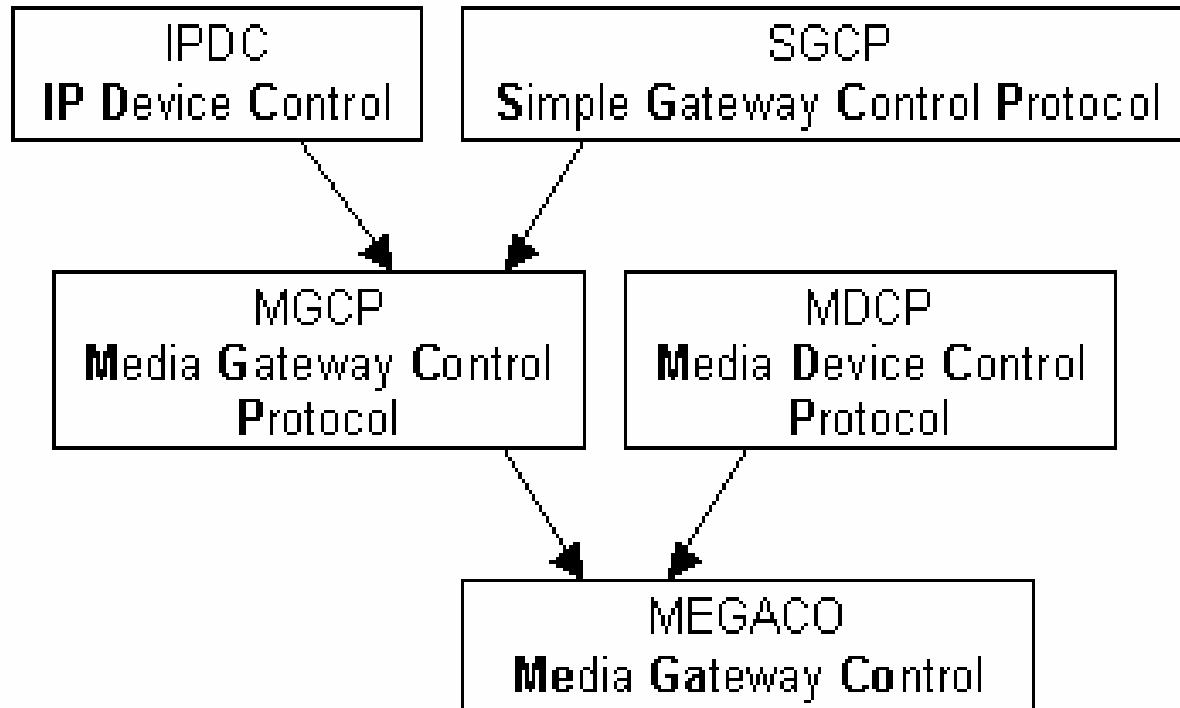 IPDC
IP Device Control
SGCP
Simple Gateway Control Protocol
MGCP
Media Gateway Control
Protocol
MDCP
Media Device Control
Protocol
MEGACO
Media Gateway Control